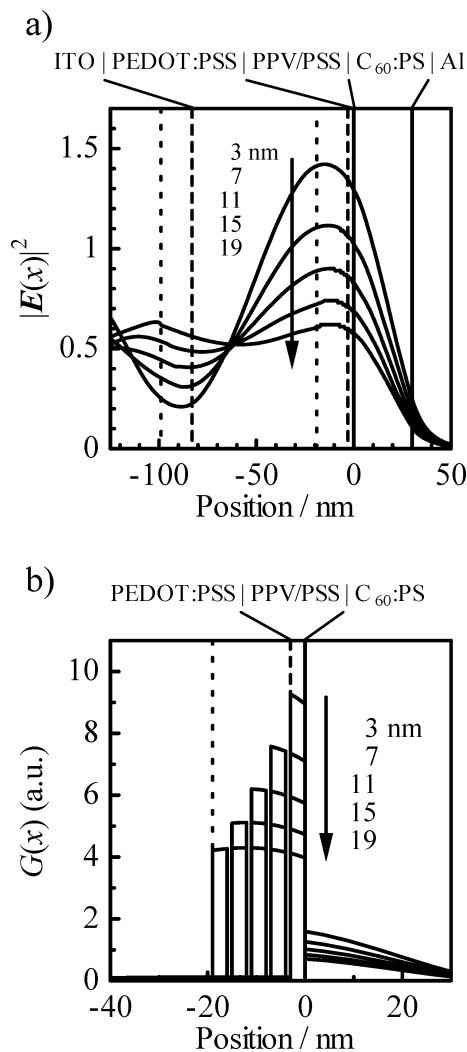 a)
ITO | PEDOT:PSS | PPV/PSS | C60:PS | Al
1.5
1
0.5
0
|E(x)|²
3 nm
7
11
15
19
-100 -50 0 50
Position / nm
b)
PEDOT:PSS | PPV/PSS | C60:PS
10
8
6
4
2
0
G(x) (a.u.)
3 nm
7
11
15
19
-40 -20 0 20
Position / nm